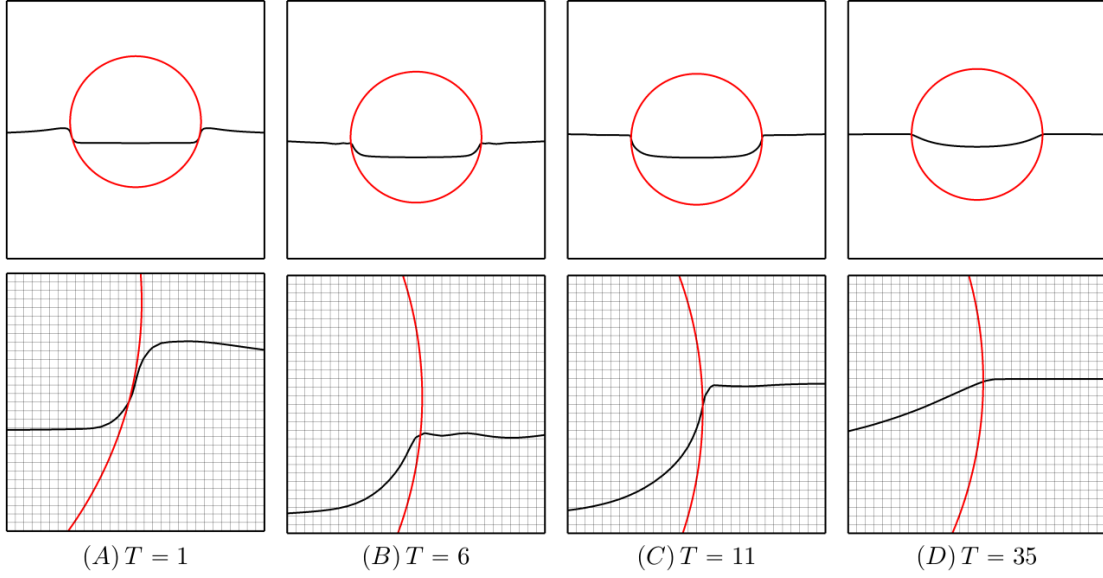 (A) T = 1
(B) T = 6
(C) T = 11
(D) T = 35